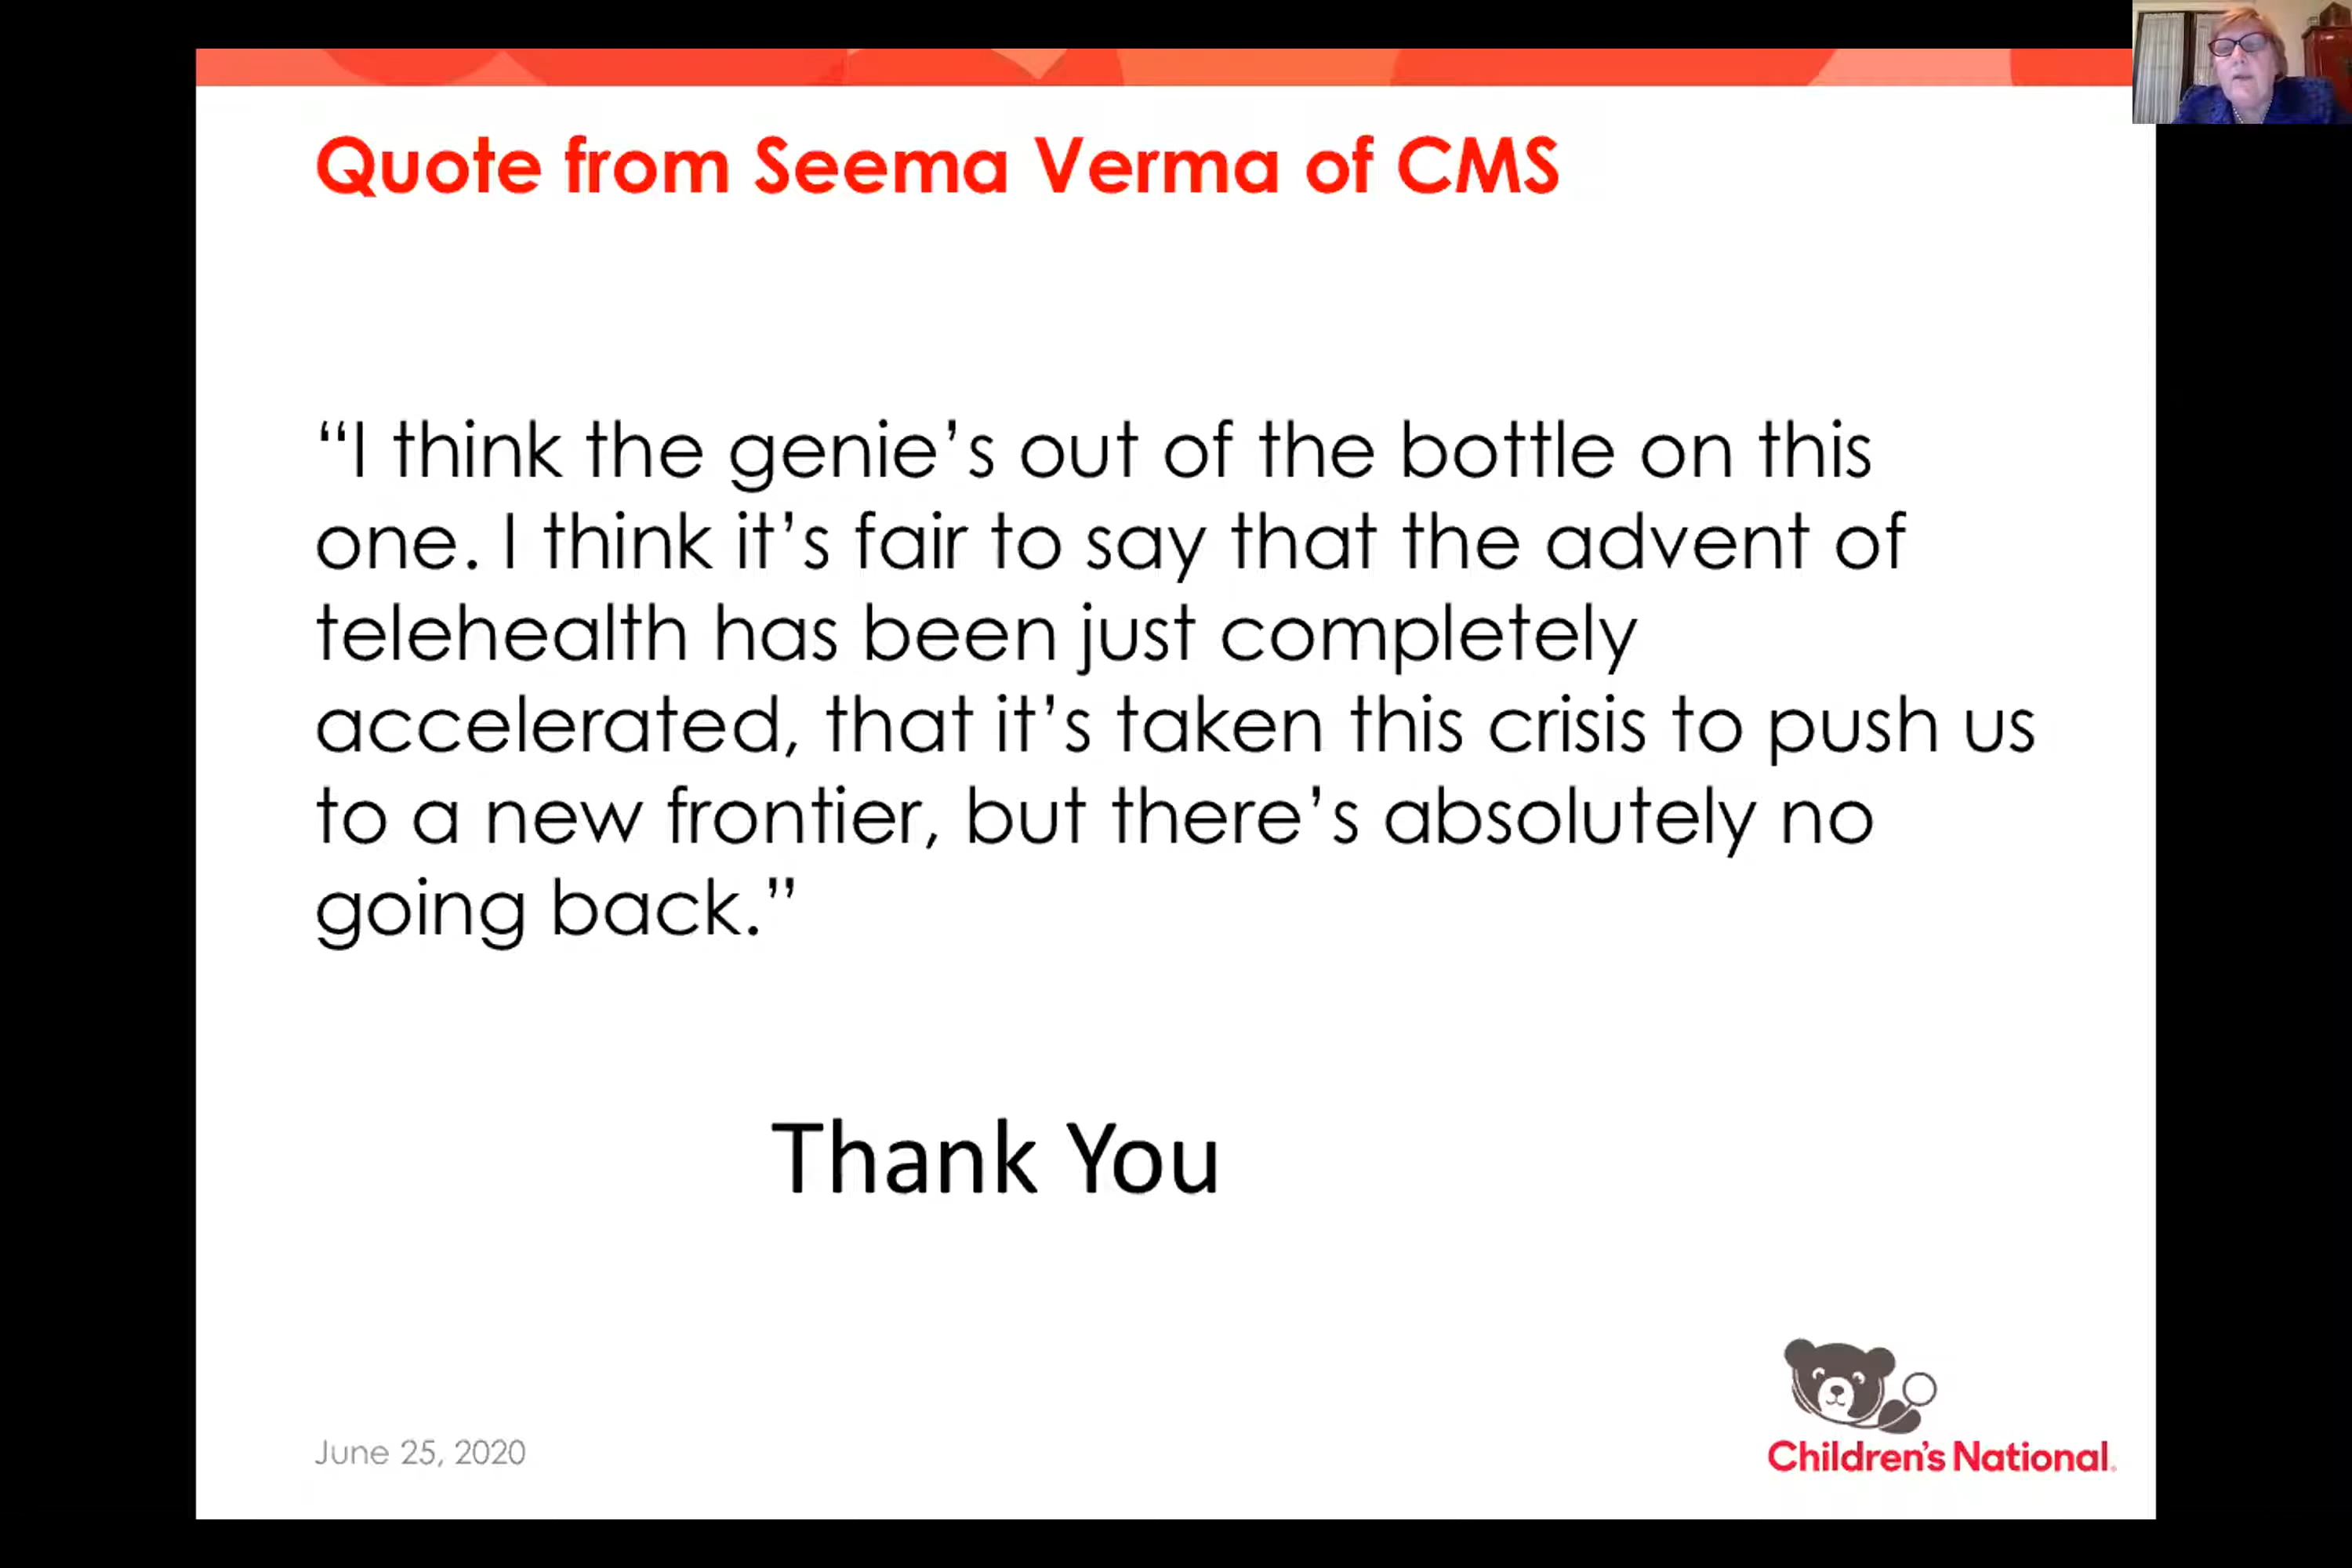 Quote from Seema Verma of CMS
“I think the genie’s out of the bottle on this
one. I think it’s fair to say that the advent of
telehealth has been just completely
accelerated, that it’s taken this crisis to push us
to a new frontier, but there’s absolutely no
going back.”
Thank You
June 25, 2020
Children’s National.